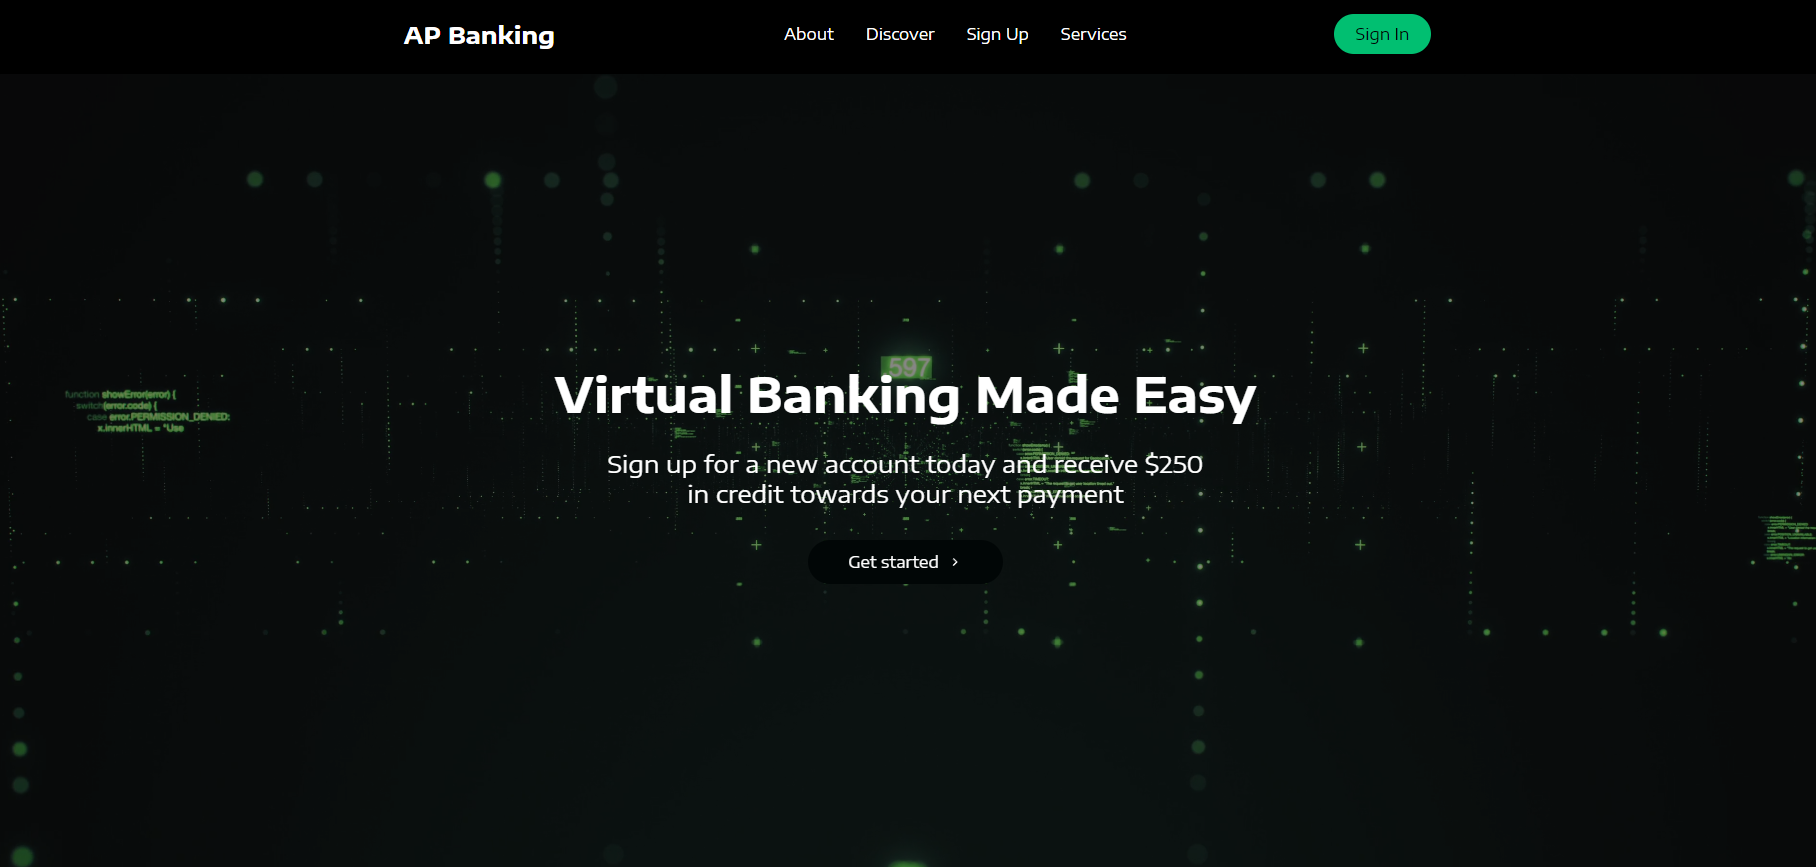 AP Banking
About Discover Sign Up Services
Sign In
597
function showError(error) {
switch(error.code) {
case error.PERMISSION_DENIED:
x.innerHTML = "Use
Virtual Banking Made Easy
Sign up for a new account today and receive $250
in credit towards your next payment
Get started ›